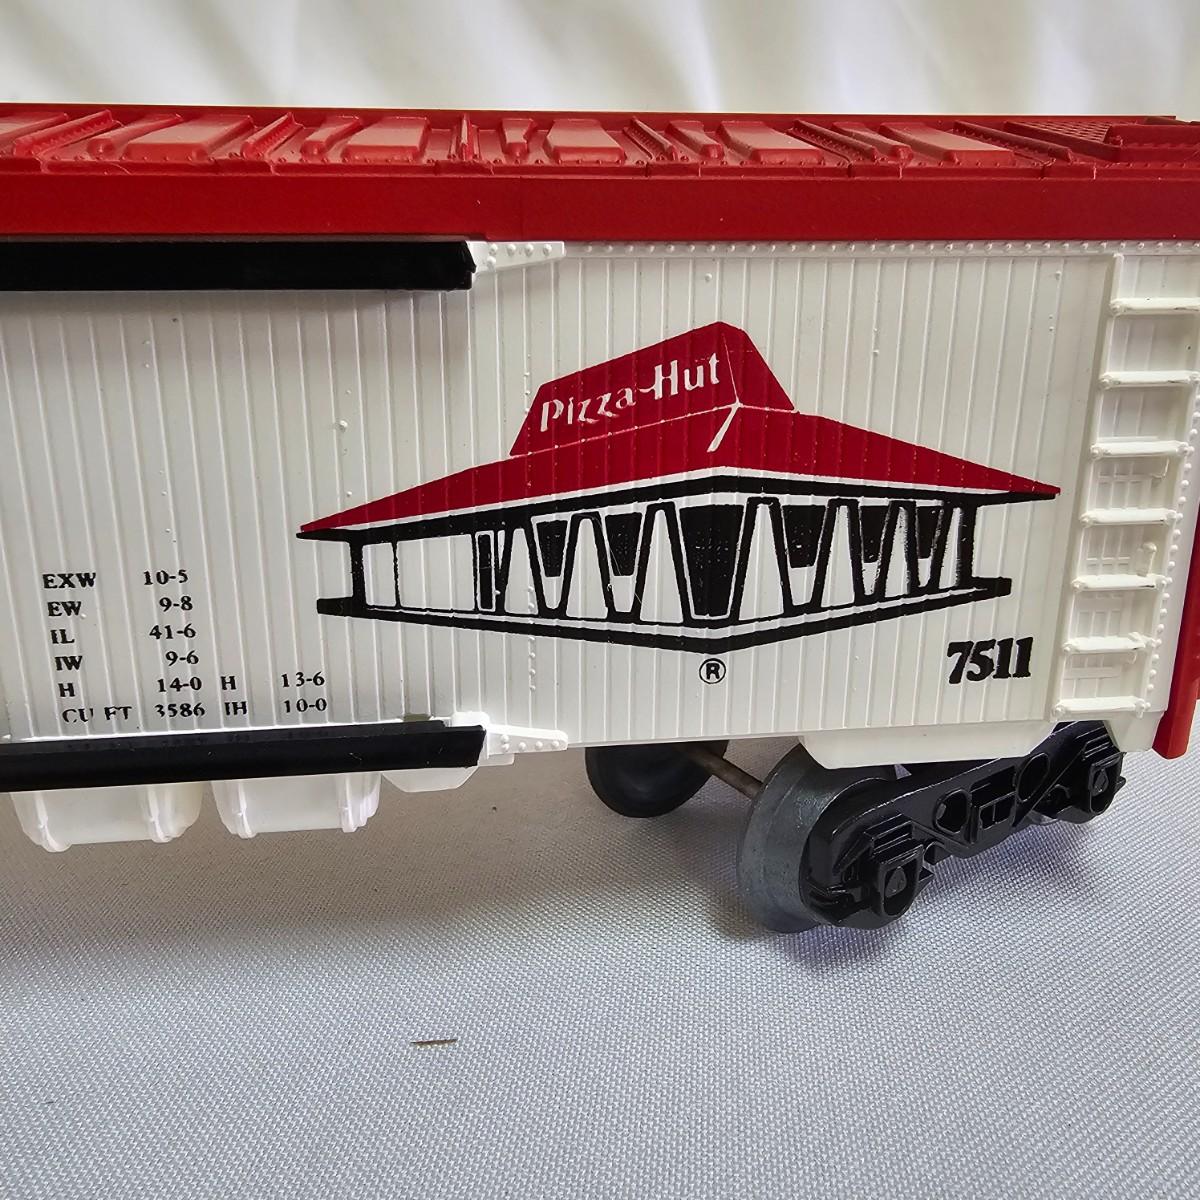 Pizza Hut
EXW 10-5
EW 9-8
IL 41-6
IW 9-6
H 14-0 H 13-6
CU FT 3586 IH 10-0
®
7511